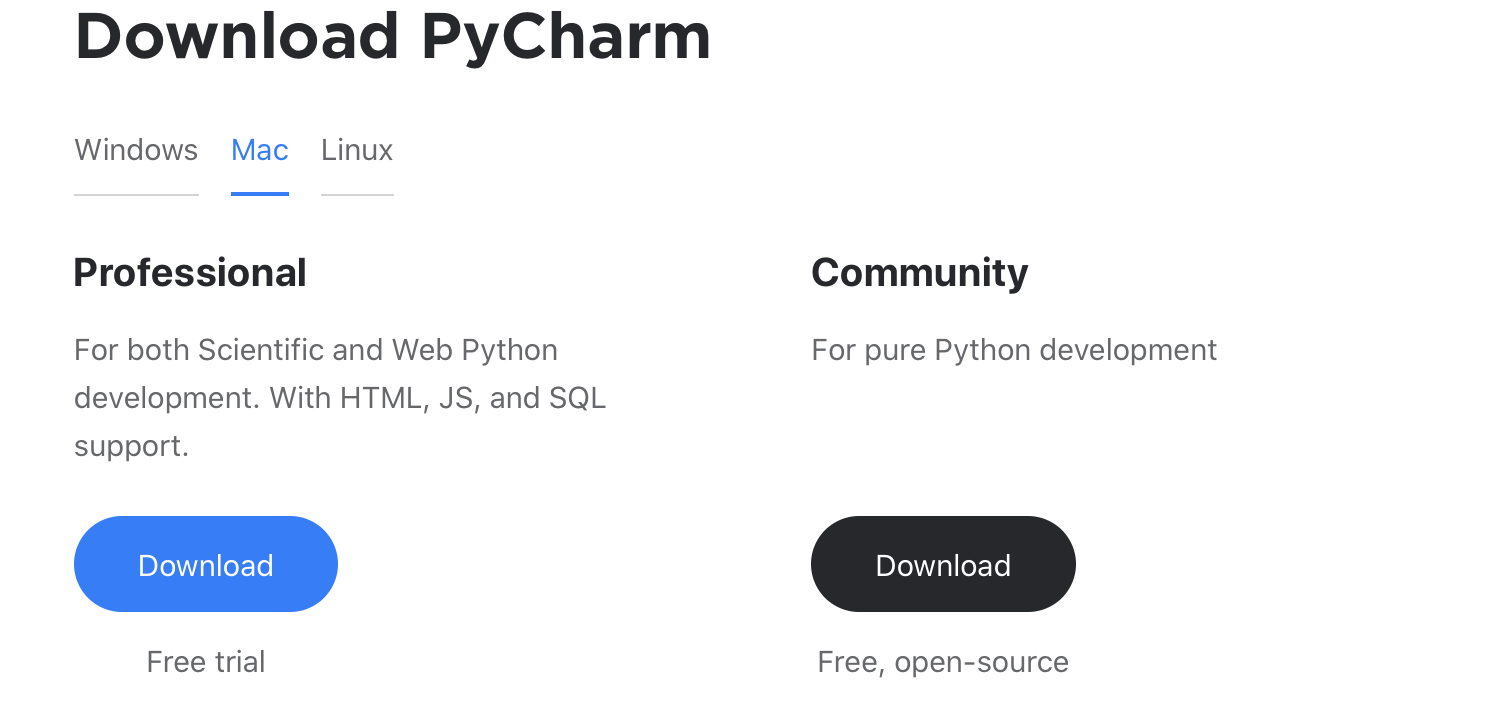 Download PyCharm
Windows Mac Linux
Professional
For both Scientific and Web Python
development. With HTML, JS, and SQL
support.
Download
Free trial
Community
For pure Python development
Download
Free, open-source